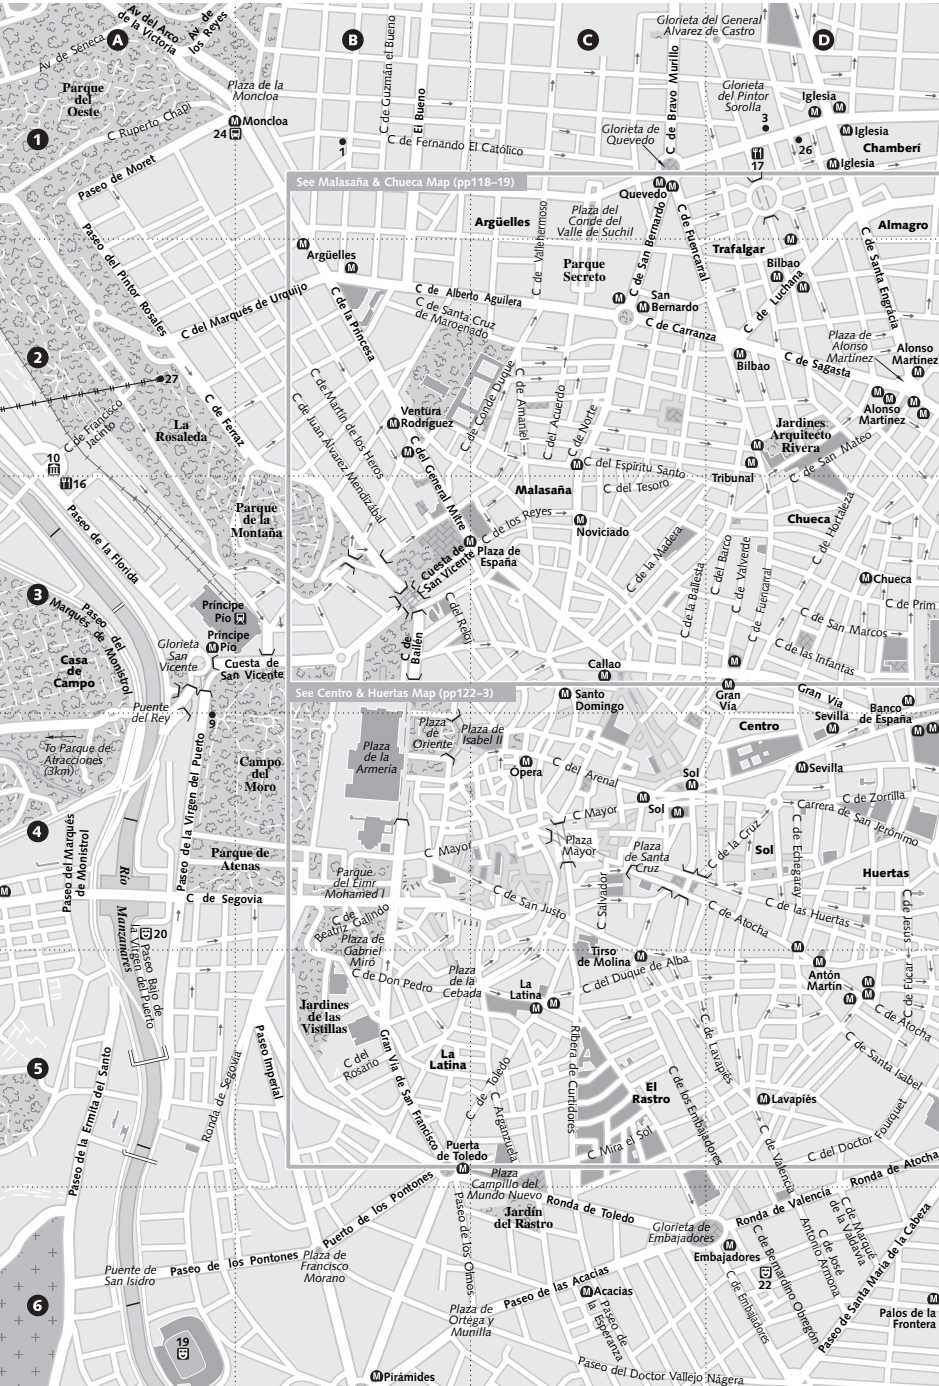 Av del Arco
de la Victoria
Av de
los Reyes
A
B
C
D
Av de Séneca
Parque
del
Oeste
Plaza de la
Moncloa
C Ruperto Chapí
Moncloa
24
1
C de Guzmán el Bueno
El Bueno
1
C de Fernando El Católico
Glorieta del General
Álvarez de Castro
C de Bravo Murillo
Glorieta
del Pintor
Sorolla
3
Iglesia
Iglesia
26
Chamberí
Iglesia
17
Glorieta de
Quevedo
Paseo de Moret
See Malasaña & Chueca Map (pp118–19)
Quevedo
Argüelles
C de Vallehermoso
Plaza del
Conde del
Valle de Suchil
C de San Bernardo
C de Fuencarral
Almagro
Trafalgar
Paseo del Pintor Rosales
Argüelles
Parque
Secreto
Bilbao
C de Luchana
C de Santa Engrácia
C del Marqués de Urquijo
C de la Princesa
C de Alberto Aguilera
C de Santa Cruz
de Maroenado
San
Bernardo
C de Carranza
Plaza de
Alonso
Martínez
Alonso
Martínez
2
27
C de Sagasta
Bilbao
C de Francisco
Jacinto
La
Rosaleda
C de Ferraz
C de Martín de los Heros
C de Juan Álvarez Mendizábal
Ventura
Rodríguez
C de Conde Duque
C de Amaniel
C del Acuerdo
C de Norte
Alonso
Martínez
Jardines
Arquitecto
Rivera
C de San Mateo
10
16
C del General Mitre
C del Espíritu Santo
C del Tesoro
Tribunal
Malasaña
Parque
de la
Montaña
C de los Reyes
Noviciado
Chueca
C de Hortaleza
Paseo de la Florida
Cuesta de
San Vicente
Plaza de
España
C de la Madera
C de la Ballesta
C del Barco
C de Valverde
C de Fuencarral
Chueca
3
Marqués de
Paseo del
Monistrol
Príncipe
Pío
Príncipe
Pío
C de
Bailén
C del Reloj
C de Prim
C de San Marcos
C de las Infantas
Glorieta
San
Vicente
Casa
de
Campo
Cuesta de
San Vicente
Callao
See Centro & Huertas Map (pp122–3)
Santo
Domingo
Gran
Vía
Gran Vía
Sevilla
Banco
de España
Puente
del Rey
9
Plaza
de
Oriente
Plaza de
Isabel II
Centro
To Parque de
Atracciones
(3km)
Campo
del
Moro
Plaza
de la
Armería
Ópera
C del Arenal
Sol
Sevilla
Paseo de la Virgen del Puerto
C Mayor
Sol
C de Zorrilla
Carrera de San Jerónimo
4
Paseo del Marqués
de Monistrol
Río
Manzanares
Parque de
Atenas
C Mayor
Plaza
Mayor
Plaza
de Santa
Cruz
C de la Cruz
Sol
C de Echegaray
Huertas
Parque
del Eimr
Mohamed I
C de Segovia
C de San Justo
C Salvador
C de Atocha
C de las Huertas
C de Jesús
20
Paseo Bajo de
la Virgen del Puerto
C de
Beatriz Galindo
Plaza de
Gabriel
Miró
C de Don Pedro
Plaza
de la
Cebada
Tirso
de Molina
C del Duque de Alba
La
Latina
Antón
Martín
C de Fúcar
C de Atocha
Jardines
de las
Vistillas
5
Paseo de la Ermita del Santo
Paseo Imperial
Ronda de Segovia
C del
Rosario
Gran Vía de San Francisco
La
Latina
C de Toledo
C Arganzuela
Ribera de Curtidores
El
Rastro
C de Lavapiés
C de los Embajadores
C de Santa Isabel
Lavapiés
C Mira el Sol
C del Doctor Fourquet
C de Valencia
Puerta
de Toledo
Plaza
Campillo del
Mundo Nuevo
Ronda de Atocha
Ronda de Valencia
Puerto de los Pontones
Paseo de los Olmos
Jardín
del Rastro
Ronda de Toledo
Glorieta de
Embajadores
Embajadores
22
C de Marqué
de la Valdavia
C de José
Antonio Armona
C de Bernardino Obregón
C de Embajadores
Paseo de Santa María de la Cabeza
Puente de
San Isidro
Paseo de los Pontones
Plaza de
Francisco
Morano
6
19
Plaza de
Ortega y
Munilla
Paseo de las Acacias
Acacias
Paseo de
la Esperanza
Palos de la
Frontera
Pirámides
Paseo del Doctor Vallejo Nágera